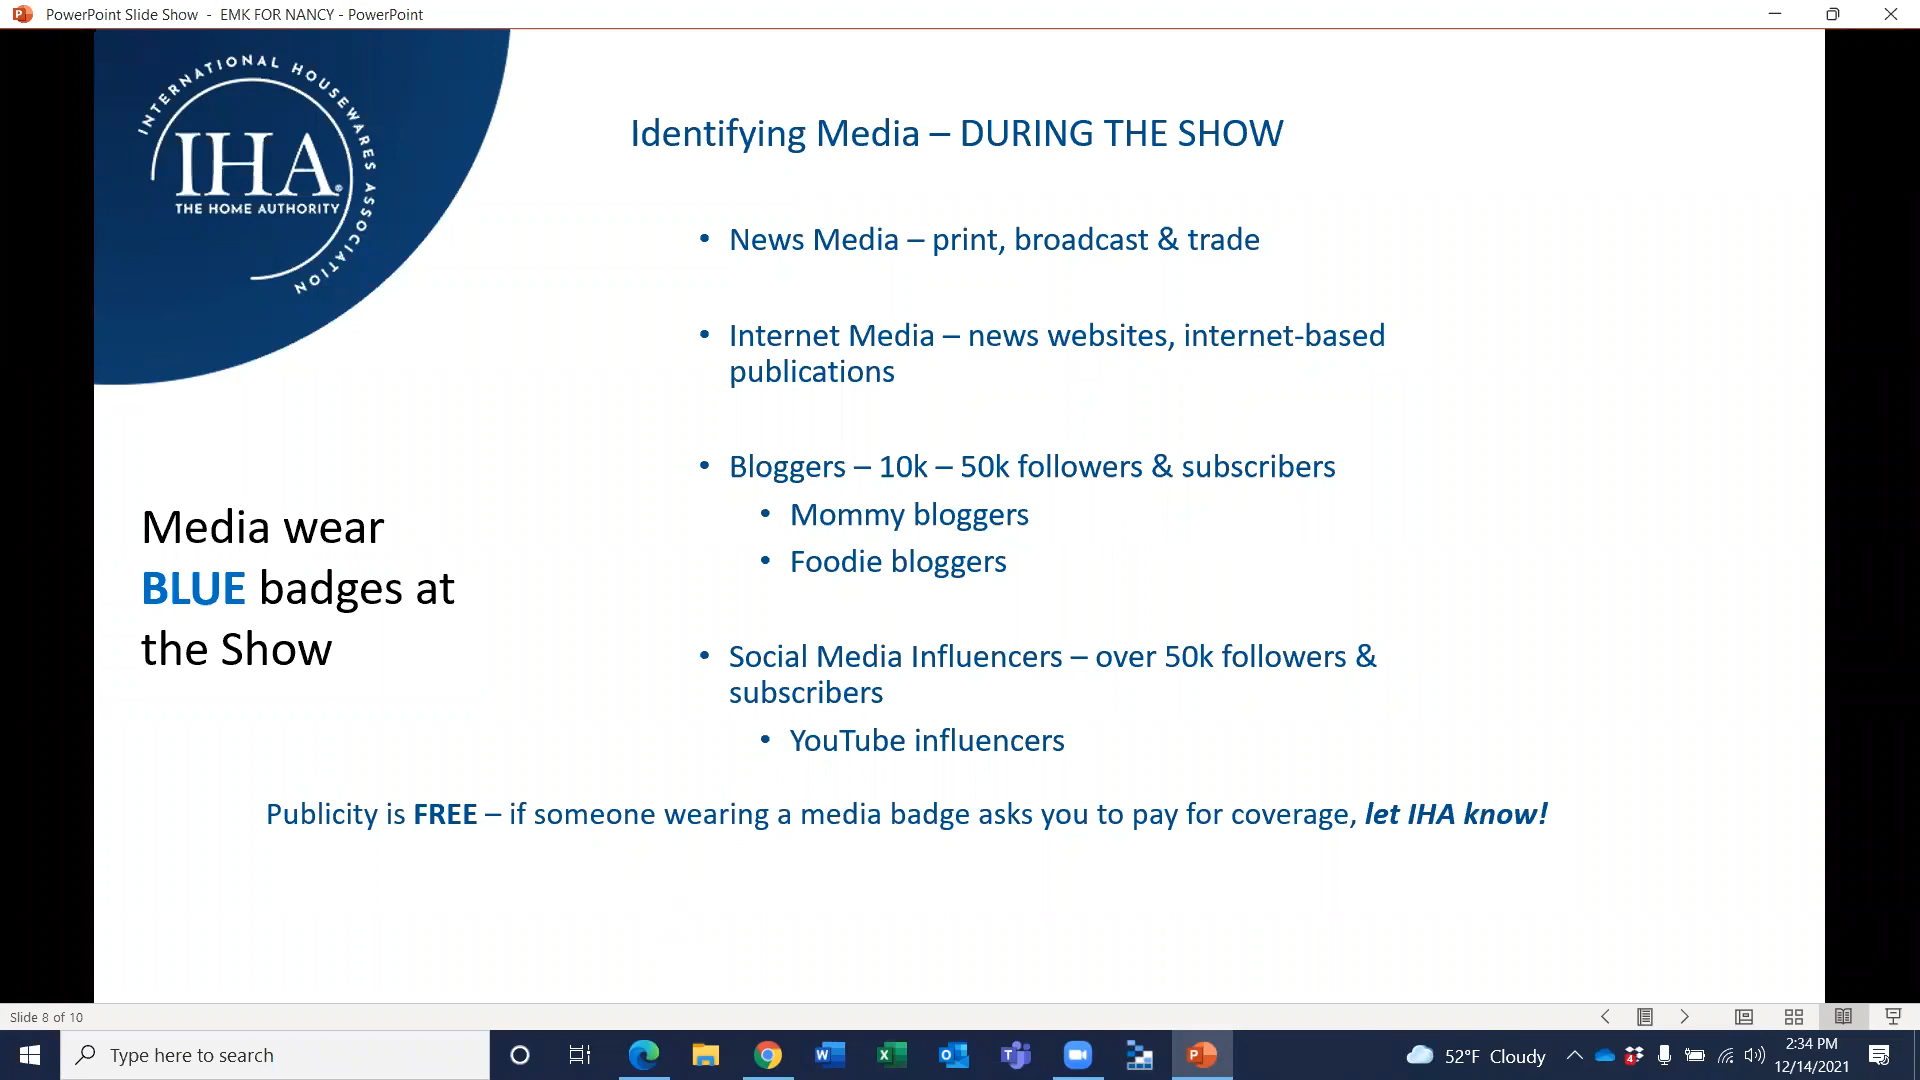 PowerPoint Slide Show - EMK FOR NANCY - PowerPoint
INTERNATIONAL HOUSEWARES ASSOCIATION
IHA®
THE HOME AUTHORITY
Identifying Media – DURING THE SHOW
• News Media – print, broadcast & trade
• Internet Media – news websites, internet-based
publications
• Bloggers – 10k – 50k followers & subscribers
• Mommy bloggers
• Foodie bloggers
• Social Media Influencers – over 50k followers &
subscribers
• YouTube influencers
Media wear
BLUE badges at
the Show
Publicity is FREE – if someone wearing a media badge asks you to pay for coverage, let IHA know!
Slide 8 of 10
Type here to search
52°F Cloudy
4
2:34 PM
12/14/2021